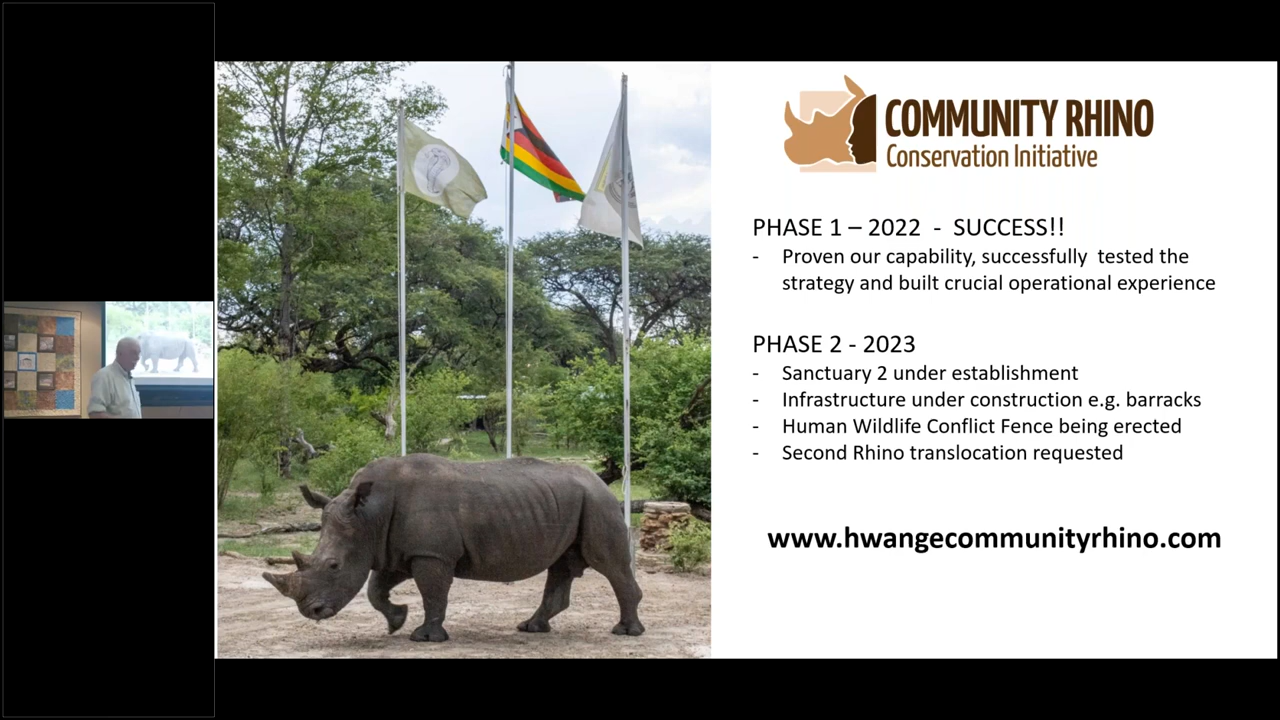 COMMUNITY RHINO
Conservation Initiative
PHASE 1 – 2022 - SUCCESS!!
- Proven our capability, successfully tested the
strategy and built crucial operational experience
PHASE 2 - 2023
- Sanctuary 2 under establishment
- Infrastructure under construction e.g. barracks
- Human Wildlife Conflict Fence being erected
- Second Rhino translocation requested
www.hwangecommunityrhino.com